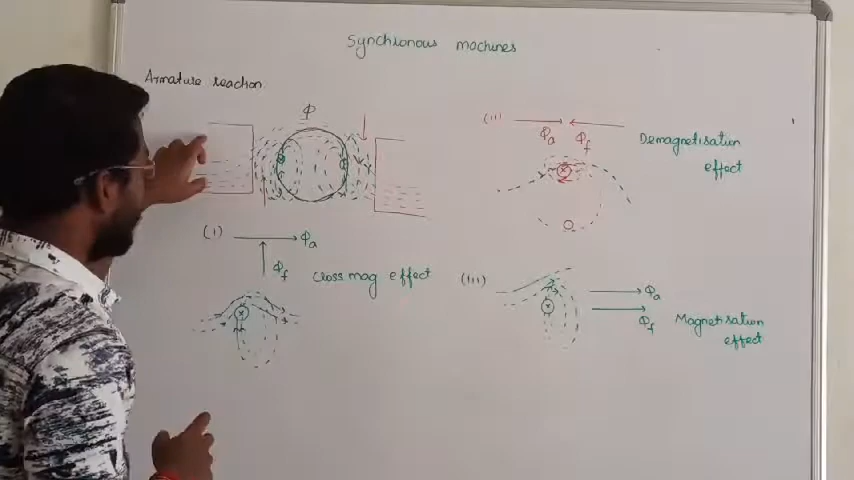 Synchronous machines
Armature reaction
Φ
(i) Φa
Φf
Cross mag effect
(ii) Φa Φf
Demagnetisation
effect
(iii) Φa
Φf
Magnetisation
effect